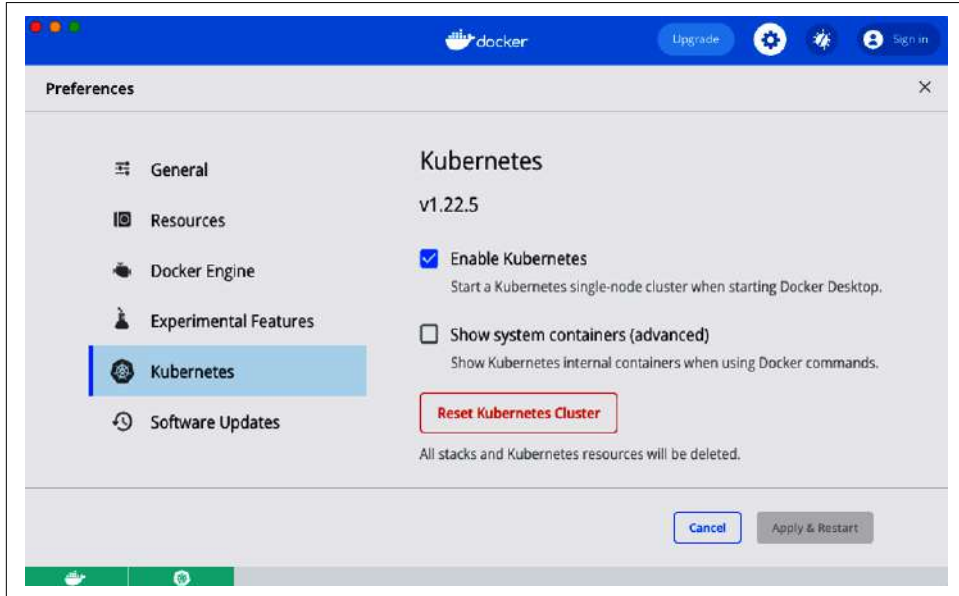 docker
Upgrade
Sign in
Preferences
General
Resources
Docker Engine
Experimental Features
Kubernetes
Software Updates
Kubernetes
v1.22.5
Enable Kubernetes
Start a Kubernetes single-node cluster when starting Docker Desktop.
Show system containers (advanced)
Show Kubernetes internal containers when using Docker commands.
Reset Kubernetes Cluster
All stacks and Kubernetes resources will be deleted.
Cancel
Apply & Restart